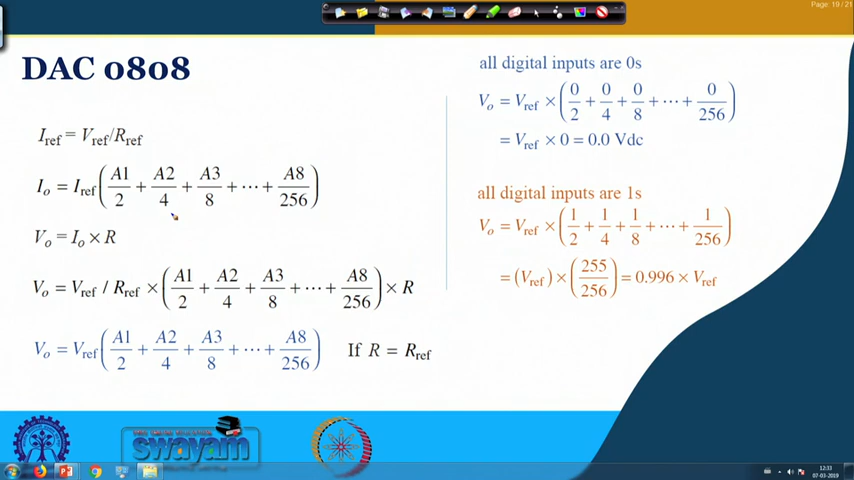 Page: 19 / 21
DAC 0808
I_ref = V_ref/R_ref
I_o = I_ref (A1/2 + A2/4 + A3/8 + ··· + A8/256)
V_o = I_o × R
V_o = V_ref / R_ref × (A1/2 + A2/4 + A3/8 + ··· + A8/256) × R
V_o = V_ref (A1/2 + A2/4 + A3/8 + ··· + A8/256) If R = R_ref
all digital inputs are 0s
V_o = V_ref × (0/2 + 0/4 + 0/8 + ··· + 0/256)
= V_ref × 0 = 0.0 Vdc
all digital inputs are 1s
V_o = V_ref × (1/2 + 1/4 + 1/8 + ··· + 1/256)
= (V_ref) × (255/256) = 0.996 × V_ref
swayam
12:33
07-03-2019